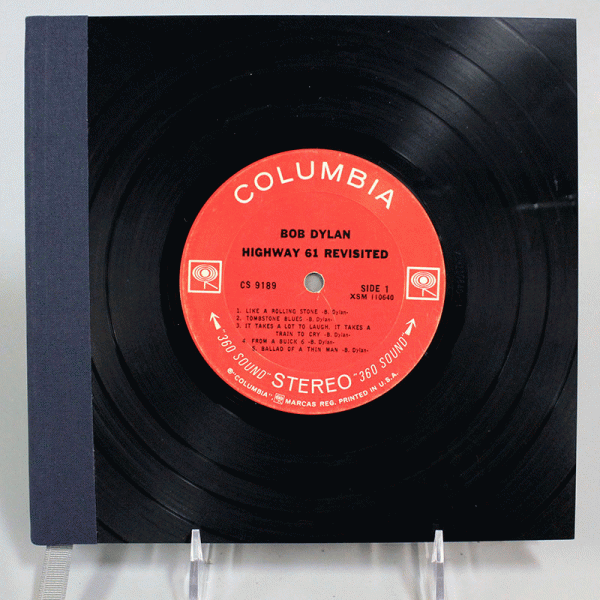 COLUMBIA
BOB DYLAN
HIGHWAY 61 REVISITED
CS 9189
SIDE 1
XSM 110640
1. LIKE A ROLLING STONE -B. Dylan-
2. TOMBSTONE BLUES -B. Dylan-
3. IT TAKES A LOT TO LAUGH, IT TAKES A
TRAIN TO CRY -B. Dylan-
4. FROM A BUICK 6 -B. Dylan-
5. BALLAD OF A THIN MAN -B. Dylan-
"360 SOUND" STEREO "360 SOUND"
® "COLUMBIA", MARCAS REG. PRINTED IN U.S.A.